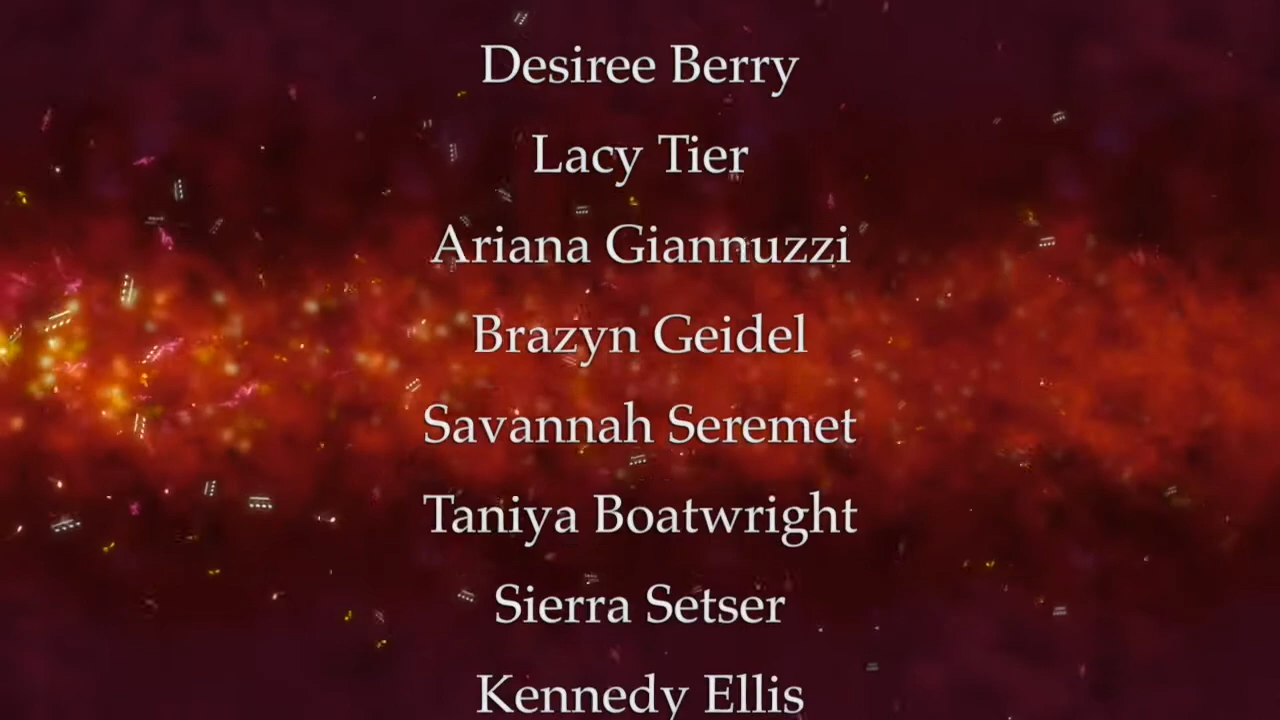 Desiree Berry
Lacy Tier
Ariana Giannuzzi
Brazyn Geidel
Savannah Seremet
Taniya Boatwright
Sierra Setser
Kennedy Ellis